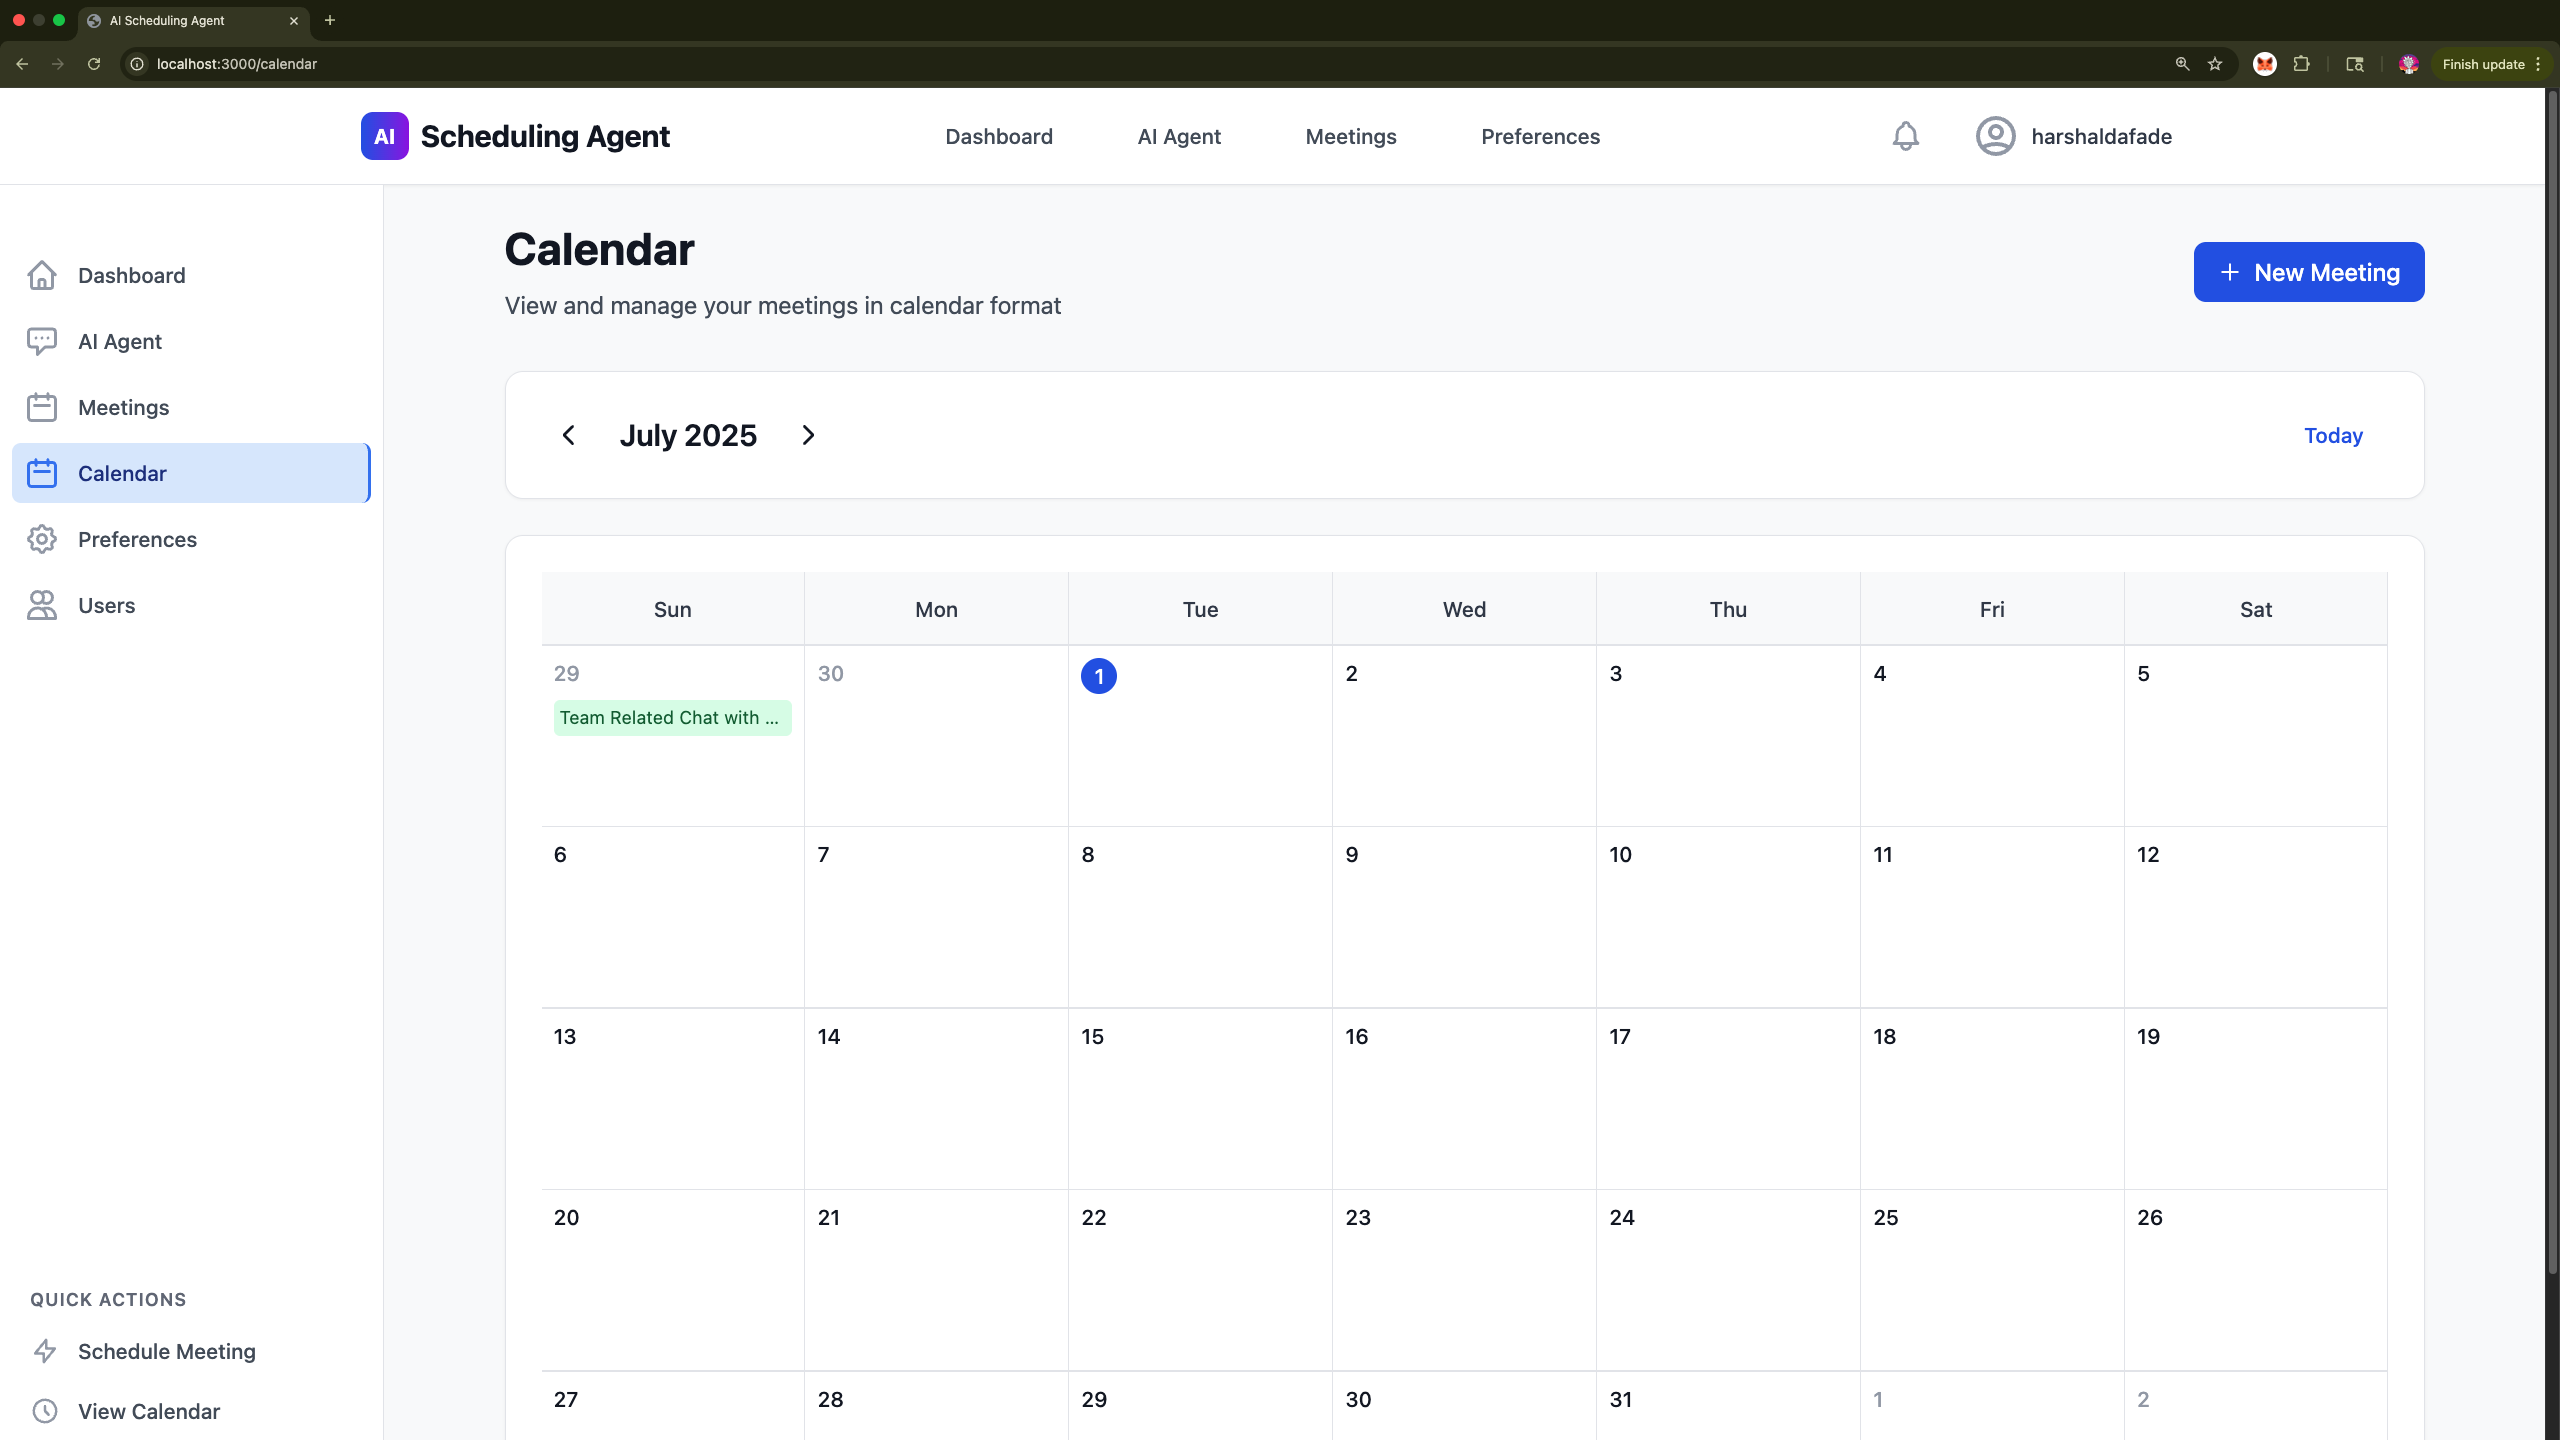 AI Scheduling Agent
localhost:3000/calendar
Finish update
AI Scheduling Agent
Dashboard AI Agent Meetings Preferences
harshaldafade
Dashboard
AI Agent
Meetings
Calendar
Preferences
Users
QUICK ACTIONS
Schedule Meeting
View Calendar
Calendar
View and manage your meetings in calendar format
+ New Meeting
July 2025
Today
Sun Mon Tue Wed Thu Fri Sat
29 30 1 2 3 4 5
Team Related Chat with ...
6 7 8 9 10 11 12
13 14 15 16 17 18 19
20 21 22 23 24 25 26
27 28 29 30 31 1 2